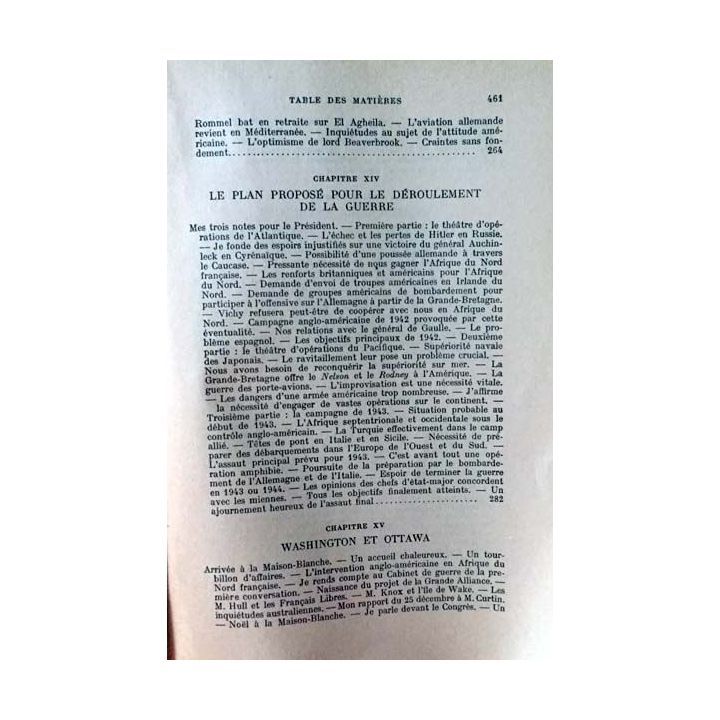 TABLE DES MATIÈRES 461
Rommel bat en retraite sur El Agheila. — L'aviation allemande
revient en Méditerranée. — Inquiétudes au sujet de l'attitude amé-
ricaine. — L'optimisme de lord Beaverbrook. — Craintes sans fon-
dement. 264
CHAPITRE XIV
LE PLAN PROPOSÉ POUR LE DÉROULEMENT
DE LA GUERRE
Mes trois notes pour le Président. — Première partie : le théâtre d'opé-
rations de l'Atlantique. — L'échec et les pertes de Hitler en Russie.
— Je fonde des espoirs injustifiés sur une victoire du général Auchin-
leck en Cyrénaïque. — Possibilité d'une poussée allemande à travers
le Caucase. — Pressante nécessité de nous gagner l'Afrique du Nord
française. — Les renforts britanniques et américains pour l'Afrique
du Nord. — Demande d'envoi de troupes américaines en Irlande du
Nord. — Demande de groupes américains de bombardement pour
participer à l'offensive sur l'Allemagne à partir de la Grande-Bretagne.
— Vichy refusera peut-être de coopérer avec nous en Afrique du
Nord. — Campagne anglo-américaine de 1942 provoquée par cette
éventualité. — Nos relations avec le général de Gaulle. — Le pro-
blème espagnol. — Les objectifs principaux de 1942. — Deuxième
partie : le théâtre d'opérations du Pacifique. — Supériorité navale
des Japonais. — Le ravitaillement leur pose un problème crucial. —
Nous avons besoin de reconquérir la supériorité sur mer. — La
Grande-Bretagne offre le Nelson et le Rodney à l'Amérique. — La
guerre des porte-avions. — L'improvisation est une nécessité vitale.
— Les dangers d'une armée américaine trop nombreuse. — J'affirme
la nécessité d'engager de vastes opérations sur le continent. —
Troisième partie : la campagne de 1943. — Situation probable au
début de 1943. — L'Afrique septentrionale et occidentale sous le
contrôle anglo-américain. — La Turquie effectivement dans le camp
allié. — Têtes de pont en Italie et en Sicile. — Nécessité de pré-
parer des débarquements dans l'Europe de l'Ouest et du Sud. —
L'assaut principal prévu pour 1943. — C'est avant tout une opé-
ration amphibie. — Poursuite de la préparation par le bombarde-
ment de l'Allemagne et de l'Italie. — Espoir de terminer la guerre
en 1943 ou 1944. — Les opinions des chefs d'état-major concordent
avec les miennes. — Tous les objectifs finalement atteints. — Un
ajournement heureux de l'assaut final 282
CHAPITRE XV
WASHINGTON ET OTTAWA
Arrivée à la Maison-Blanche. — Un accueil chaleureux. — Un tour-
billon d'affaires. — L'intervention anglo-américaine en Afrique du
Nord française. — Je rends compte au Cabinet de guerre de la pre-
mière conversation. — Naissance du projet de la Grande Alliance. —
M. Hull et les Français Libres. — M. Knox et l'île de Wake. — Les
inquiétudes australiennes. — Mon rapport du 25 décembre à M. Curtin.
— Noël à la Maison-Blanche. — Je parle devant le Congrès. — Un